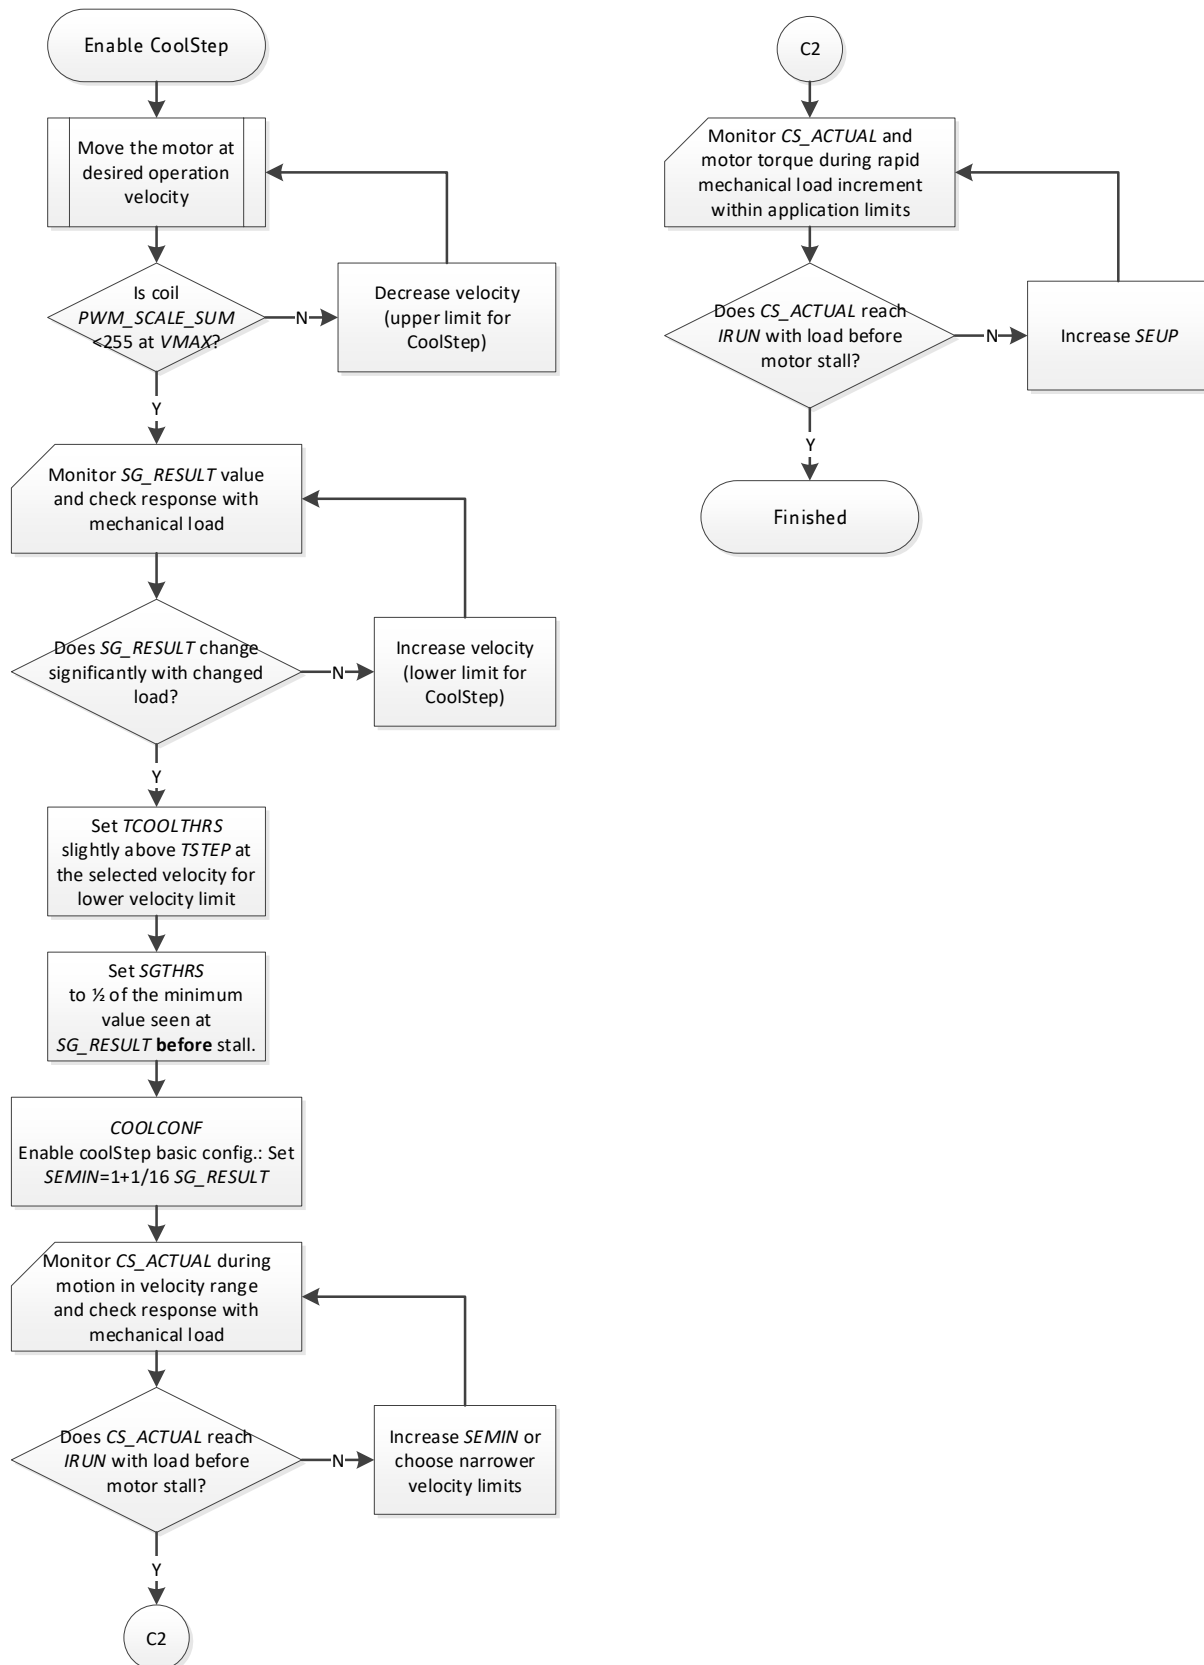 Enable CoolStep
Move the motor at
desired operation
velocity
Is coil
PWM_SCALE_SUM
<255 at VMAX?
N
Decrease velocity
(upper limit for
CoolStep)
Y
Monitor SG_RESULT value
and check response with
mechanical load
Does SG_RESULT change
significantly with changed
load?
N
Increase velocity
(lower limit for
CoolStep)
Y
Set TCOOLTHRS
slightly above TSTEP at
the selected velocity for
lower velocity limit
Set SGTHRS
to ½ of the minimum
value seen at
SG_RESULT before stall.
COOLCONF
Enable coolStep basic config.: Set
SEMIN=1+1/16 SG_RESULT
Monitor CS_ACTUAL during
motion in velocity range
and check response with
mechanical load
Does CS_ACTUAL reach
IRUN with load before
motor stall?
N
Increase SEMIN or
choose narrower
velocity limits
Y
C2
C2
Monitor CS_ACTUAL and
motor torque during rapid
mechanical load increment
within application limits
Does CS_ACTUAL reach
IRUN with load before
motor stall?
N
Increase SEUP
Y
Finished